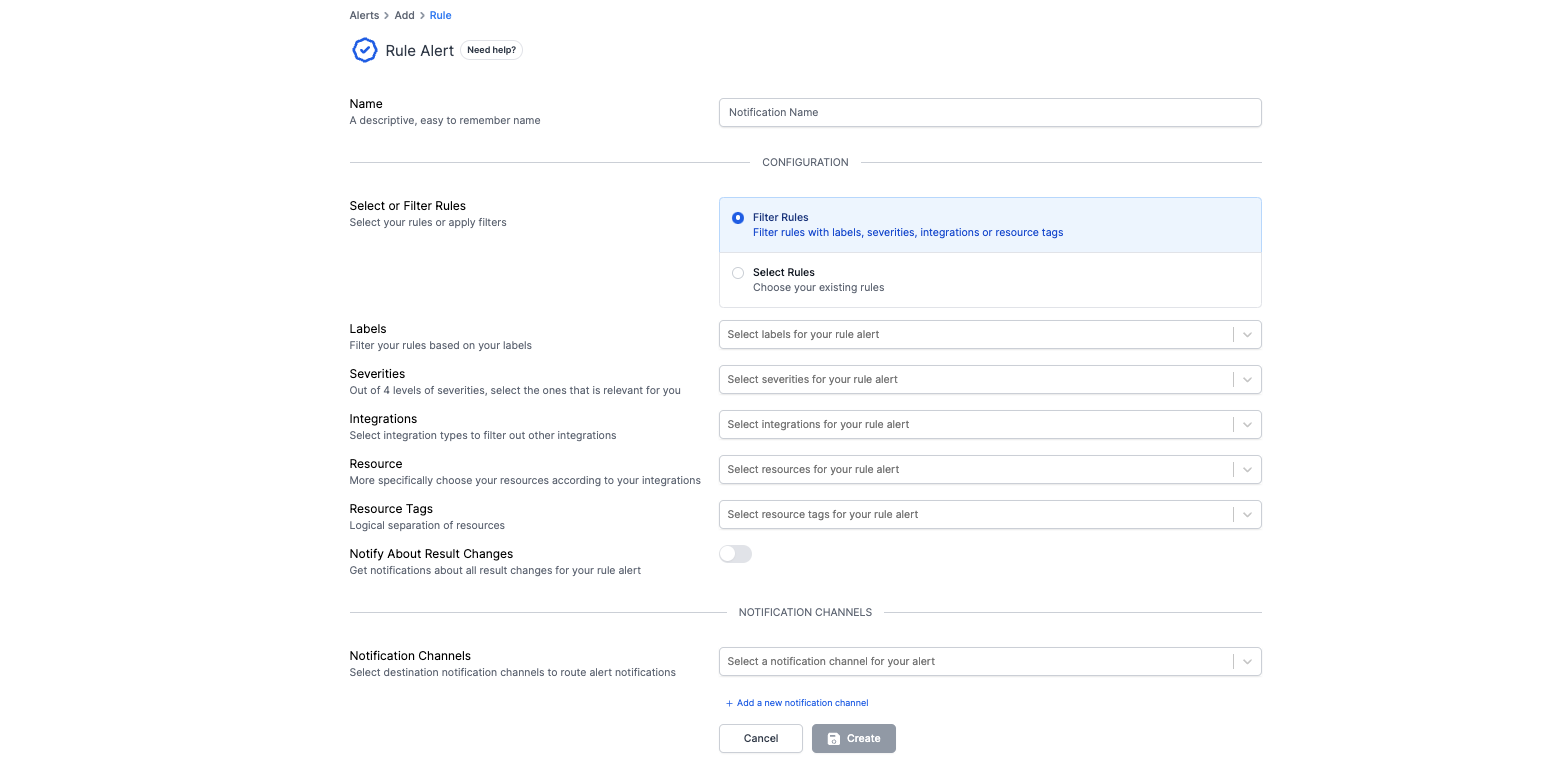 Alerts > Add > Rule
Rule Alert Need help?
Name
A descriptive, easy to remember name
Notification Name
CONFIGURATION
Select or Filter Rules
Select your rules or apply filters
Filter Rules
Filter rules with labels, severities, integrations or resource tags
Select Rules
Choose your existing rules
Labels
Filter your rules based on your labels
Select labels for your rule alert
Severities
Out of 4 levels of severities, select the ones that is relevant for you
Select severities for your rule alert
Integrations
Select integration types to filter out other integrations
Select integrations for your rule alert
Resource
More specifically choose your resources according to your integrations
Select resources for your rule alert
Resource Tags
Logical separation of resources
Select resource tags for your rule alert
Notify About Result Changes
Get notifications about all result changes for your rule alert
NOTIFICATION CHANNELS
Notification Channels
Select destination notification channels to route alert notifications
Select a notification channel for your alert
+ Add a new notification channel
Cancel Create